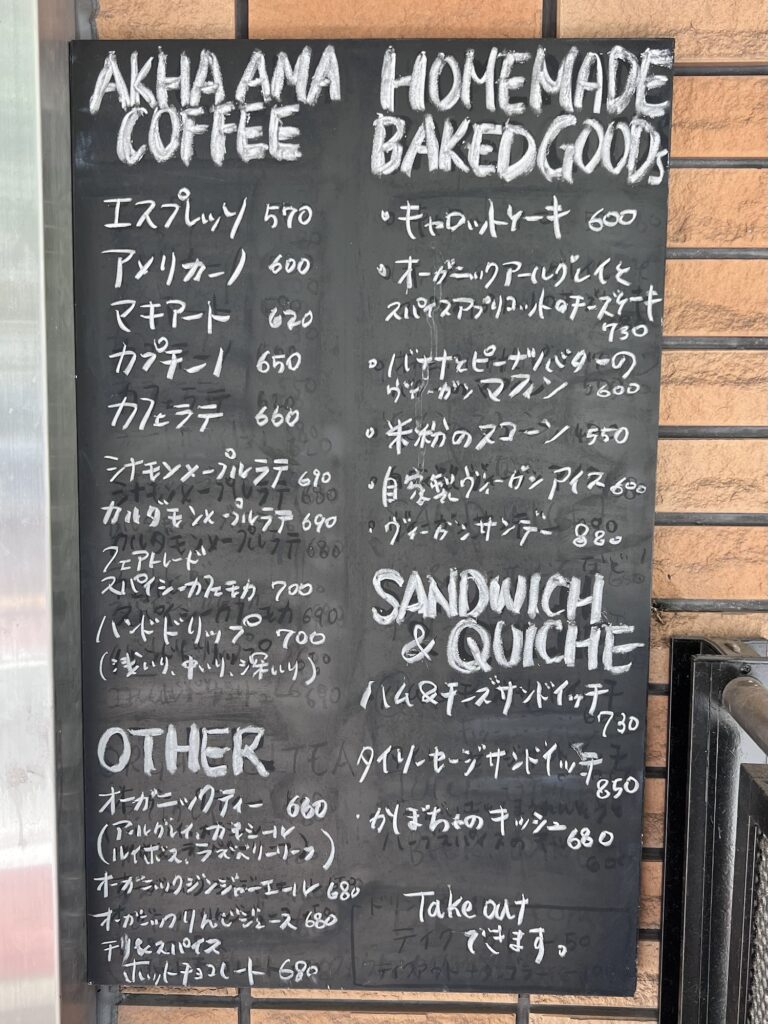 AKHA AMA
COFFEE
エスプレッソ 570
アメリカーノ 600
マキアート 620
カプチーノ 650
カフェラテ 660
シナモンメープルラテ 690
カルダモンメープルラテ 690
フェアトレード
スパイシーカフェモカ 700
ハンドドリップ 700
(浅いり、中いり、深いり)
OTHER
オーガニックティー 660
(アールグレイ、カモミール
ルイボス、ラズベリーリーフ)
オーガニックジンジャーエール 680
オーガニックりんごジュース 680
チリ&スパイス
ホットチョコレート 680
HOMEMADE
BAKED GOODs
・キャロットケーキ 600
・オーガニックアールグレイと
スパイスアプリコットのチーズケーキ
730
・バナナとピーナツバターの
ヴィーガンマフィン 600
・米粉のスコーン 550
・自家製ヴィーガンアイス 600
・ヴィーガンサンデー 880
SANDWICH
& QUICHE
ハム&チーズサンドイッチ
730
タイソーセージサンドイッチ
850
・かぼちゃのキッシュ 680
Take out
できます。